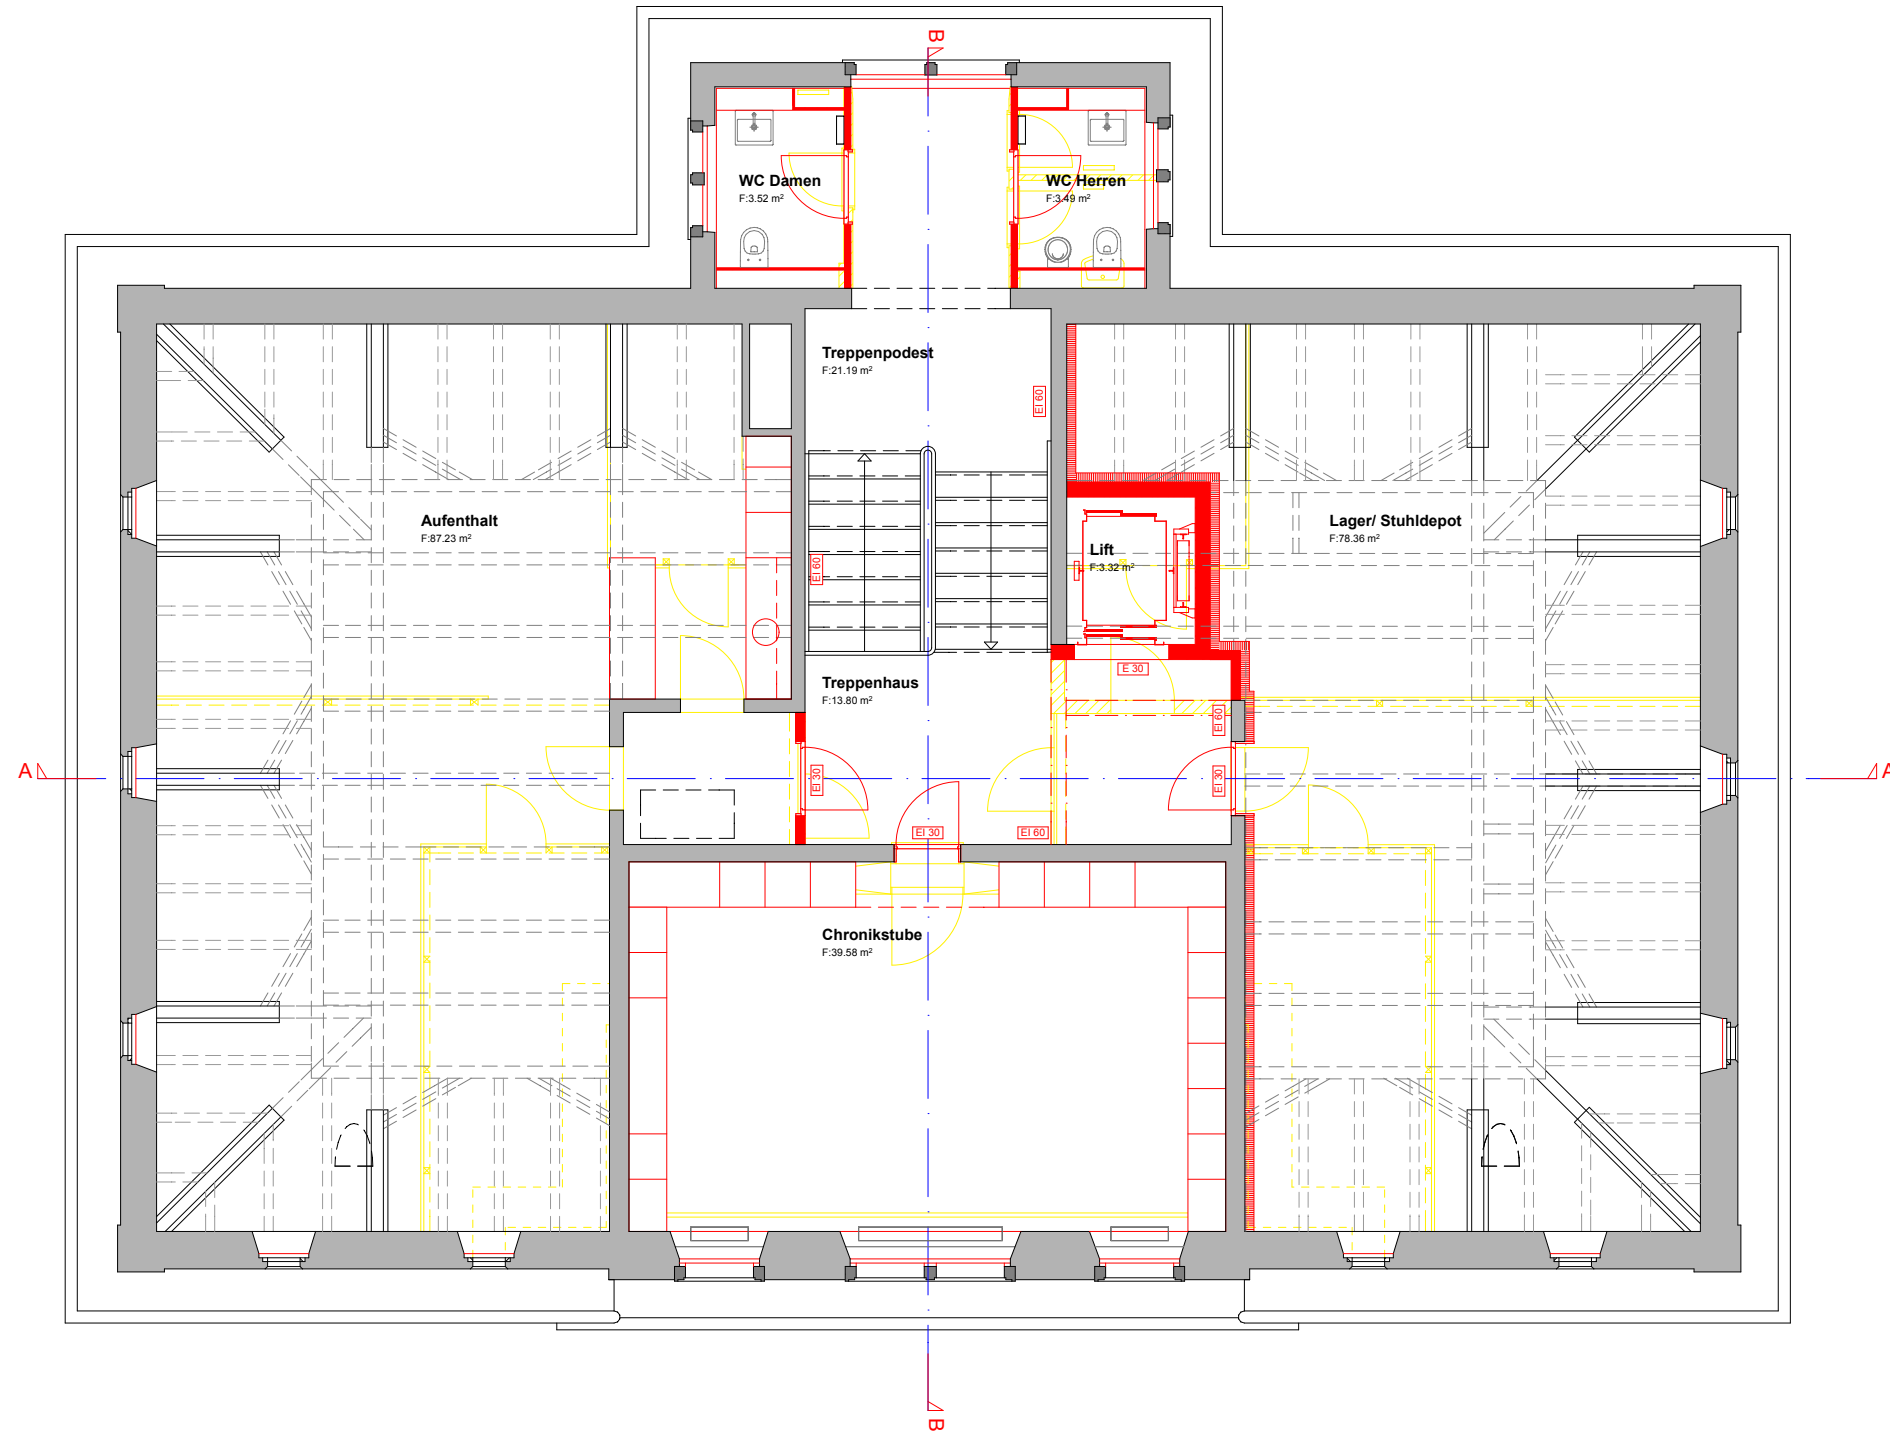 B
WC Damen
F:3.52 m²
WC Herren
F:3.49 m²
Treppenpodest
F:21.19 m²
EI 60
Aufenthalt
F:87.23 m²
Lager/ Stuhldepot
F:78.36 m²
Lift
F:3.32 m²
EI 60
E 30
Treppenhaus
F:13.80 m²
EI 60
A
EI 30
EI 30
A
EI 30
EI 60
Chronikstube
F:39.58 m²
B